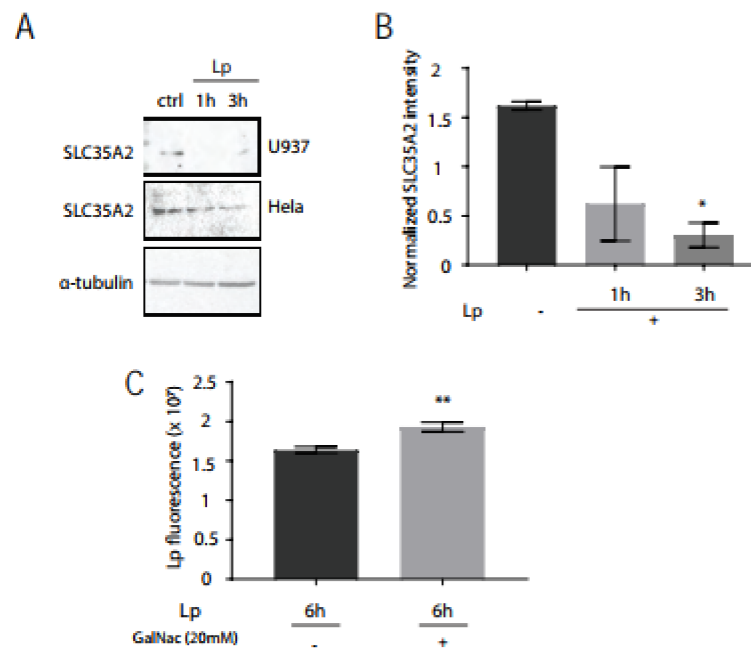 A
Lp
ctrl 1h 3h
SLC35A2 U937
SLC35A2 Hela
α-tubulin
B
Normalized SLC35A2 intensity
2
1.5
1
0.5
0
*
1h 3h
Lp - +
C
Lp fluorescence (x 10⁷)
2.5
2
1.5
1
0.5
0
**
Lp 6h 6h
GalNac (20mM) - +